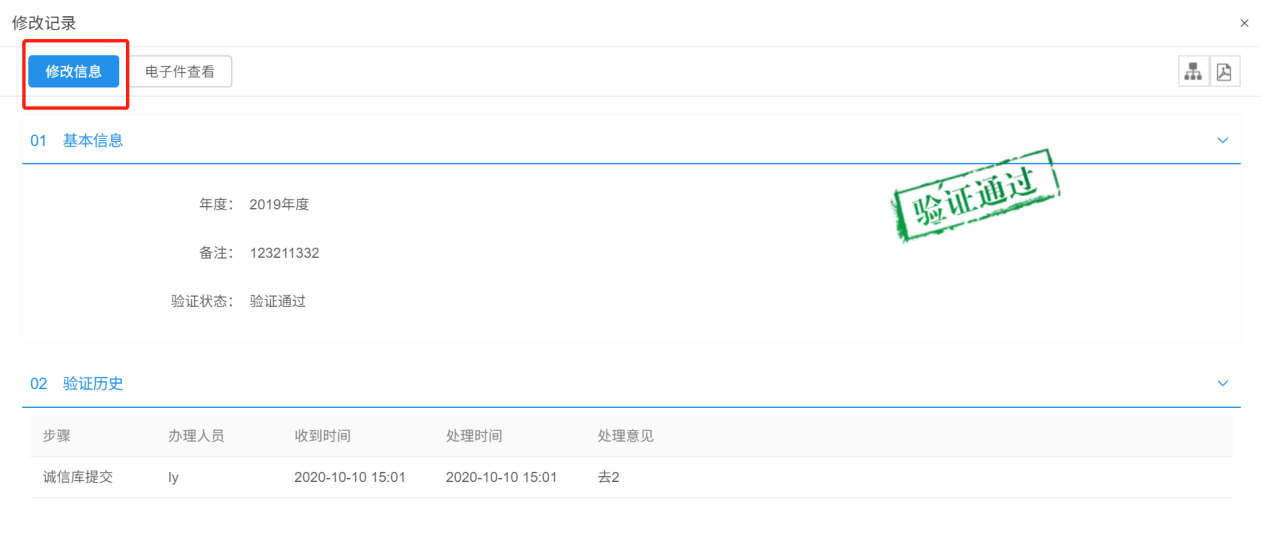 修改记录 ×
修改信息 电子件查看
01 基本信息
验证通过
年度： 2019年度
备注： 123211332
验证状态： 验证通过
02 验证历史
步骤 办理人员 收到时间 处理时间 处理意见
诚信库提交 ly 2020-10-10 15:01 2020-10-10 15:01 去2